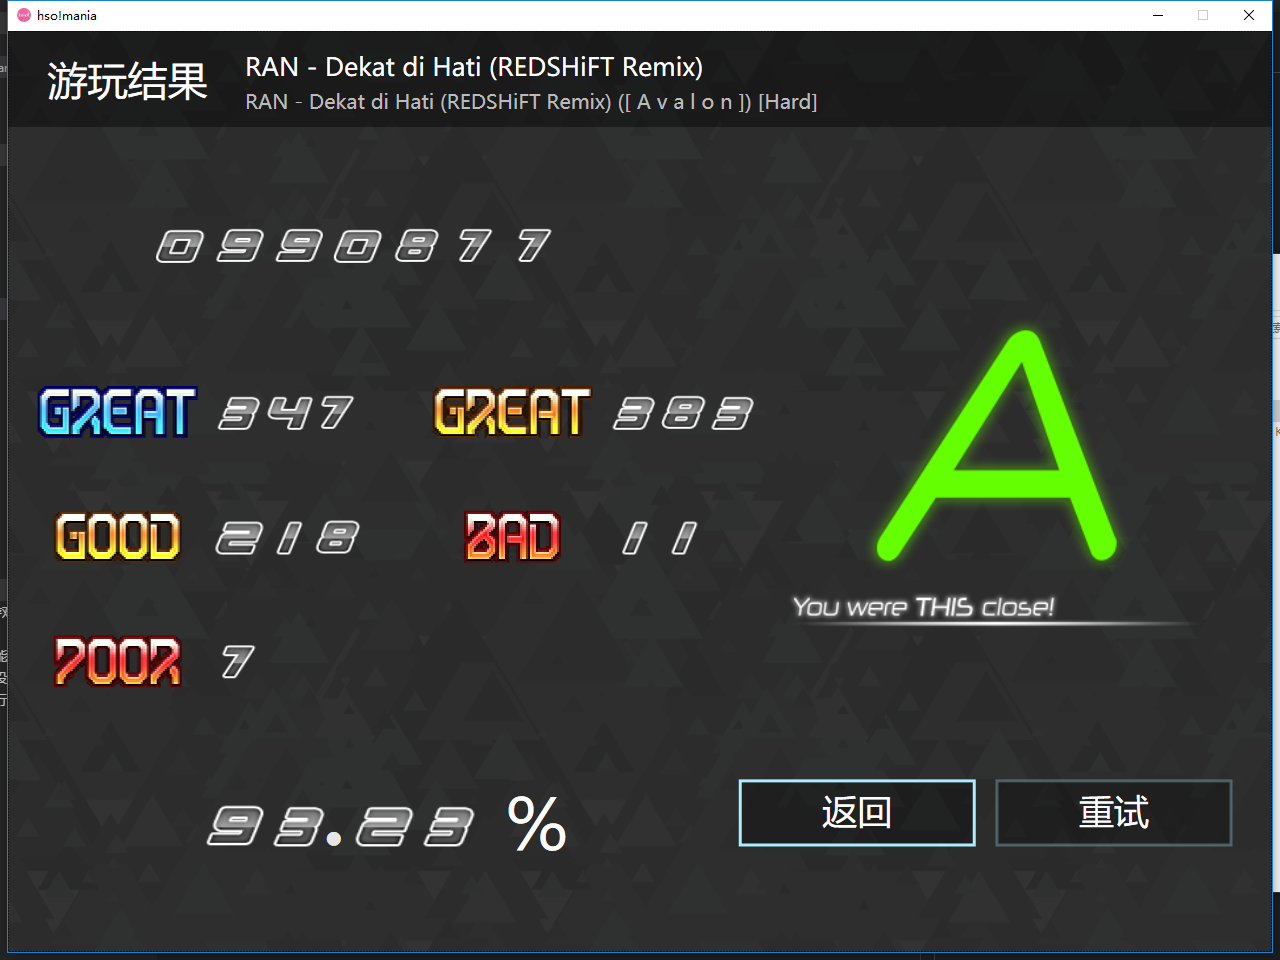 hso!mania
游玩结果
RAN - Dekat di Hati (REDSHiFT Remix)
RAN - Dekat di Hati (REDSHiFT Remix) ([ A v a l o n ]) [Hard]
0990877
GREAT 347 GREAT 383
GOOD 218 BAD 11
POOR 7
A
You were THIS close!
93.23 %
返回 重试